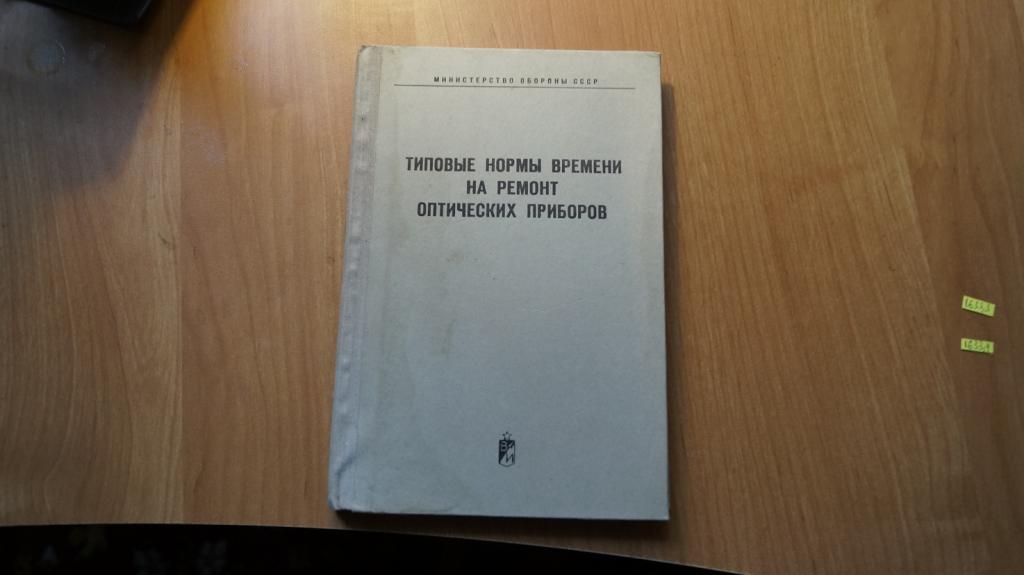 МИНИСТЕРСТВО ОБОРОНЫ СССР
ТИПОВЫЕ НОРМЫ ВРЕМЕНИ
НА РЕМОНТ
ОПТИЧЕСКИХ ПРИБОРОВ